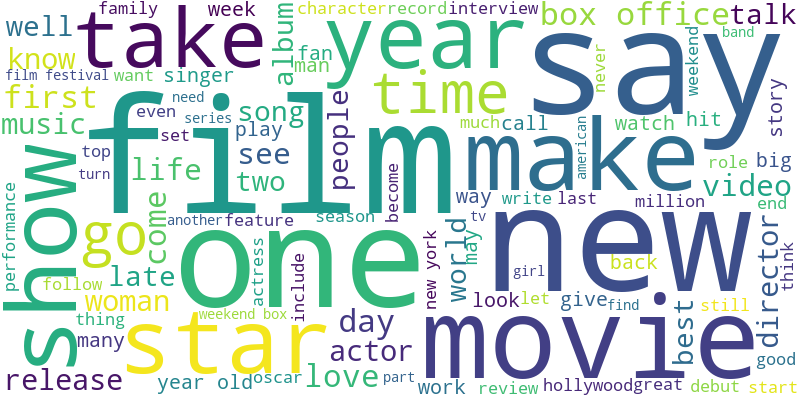 family
week
album
character
record
interview
box office
talk
well
take
year
say
band
know
fan
man
weekend
never
film festival
want
singer
time
first
need
film
story
even
song
people
much
call
make
watch
hit
music
set
series
play
american
top
see
role
big
show
turn
life
two
video
performance
come
become
way
write
last
million
end
go
another
feature
season
one
tv
new
world
may
director
late
actress
include
new york
back
think
follow
girl
woman
look
let
give
find
best
still
thing
star
weekend box
day
movie
many
actor
good
release
year old
oscar
love
part
work
review
hollywood
great
debut
start